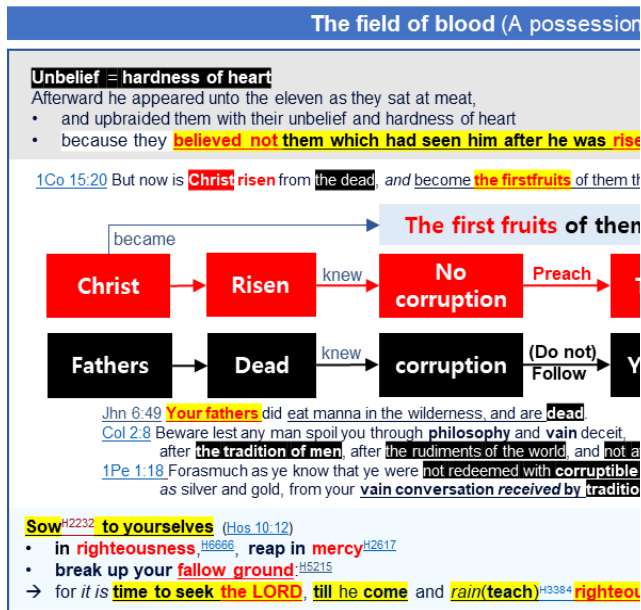 The field of blood (A possession
Unbelief = hardness of heart
Afterward he appeared unto the eleven as they sat at meat,
• and upbraided them with their unbelief and hardness of heart
• because they believed not them which had seen him after he was rise
1Co 15:20 But now is Christ risen from the dead, and become the firstfruits of them th
The first fruits of them
became
Christ
Risen
knew
No corruption
Preach
T
Fathers
Dead
knew
corruption
(Do not) Follow
Y
Jhn 6:49 Your fathers did eat manna in the wilderness, and are dead.
Col 2:8 Beware lest any man spoil you through philosophy and vain deceit,
after the tradition of men, after the rudiments of the world, and not a
1Pe 1:18 Forasmuch as ye know that ye were not redeemed with corruptible
as silver and gold, from your vain conversation received by tradition
Sow H2232 to yourselves (Hos 10:12)
• in righteousness, H6666, reap in mercy H2617
• break up your fallow ground: H5215
→ for it is time to seek the LORD, till he come and rain(teach) H3384 righteou